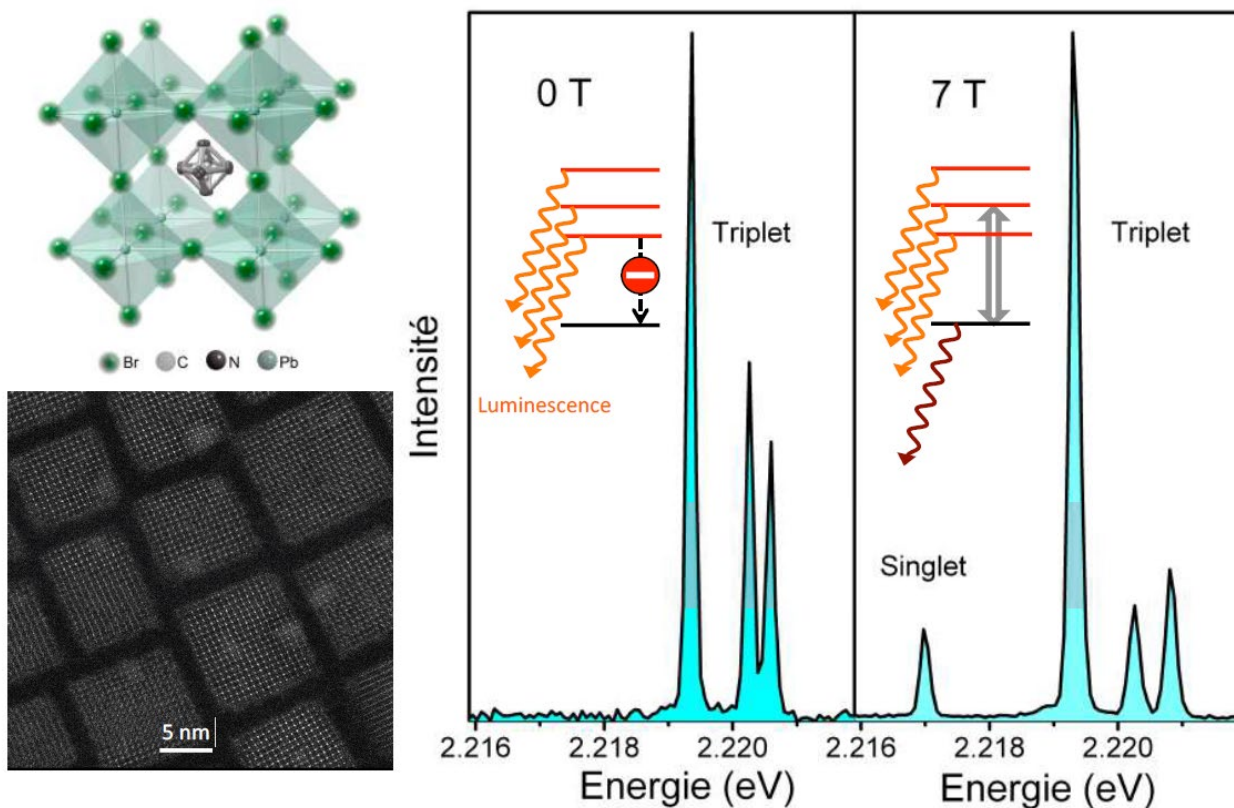 Br C N Pb
5 nm
Intensité
0 T
Triplet
Luminescence
2.216 2.218 2.220
Energie (eV)
7 T
Triplet
Singlet
2.216 2.218 2.220
Energie (eV)